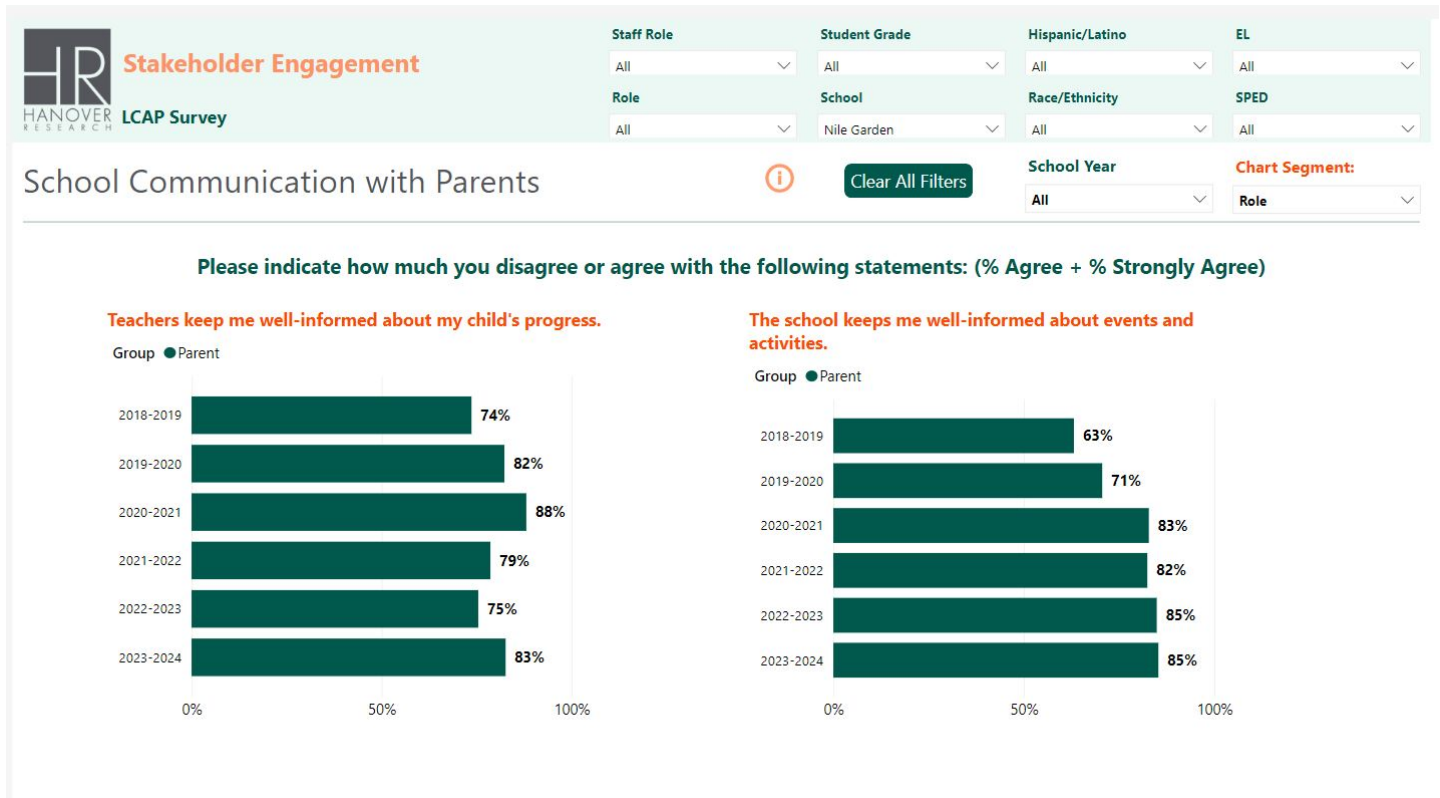 HR
HANOVER
RESEARCH
Stakeholder Engagement
LCAP Survey
Staff Role
All
Student Grade
All
Hispanic/Latino
All
EL
All
Role
All
School
Nile Garden
Race/Ethnicity
All
SPED
All
School Communication with Parents
i
Clear All Filters
School Year
All
Chart Segment:
Role
Please indicate how much you disagree or agree with the following statements: (% Agree + % Strongly Agree)
Teachers keep me well-informed about my child's progress.
Group Parent
2018-2019 74%
2019-2020 82%
2020-2021 88%
2021-2022 79%
2022-2023 75%
2023-2024 83%
0% 50% 100%
The school keeps me well-informed about events and
activities.
Group Parent
2018-2019 63%
2019-2020 71%
2020-2021 83%
2021-2022 82%
2022-2023 85%
2023-2024 85%
0% 50% 100%